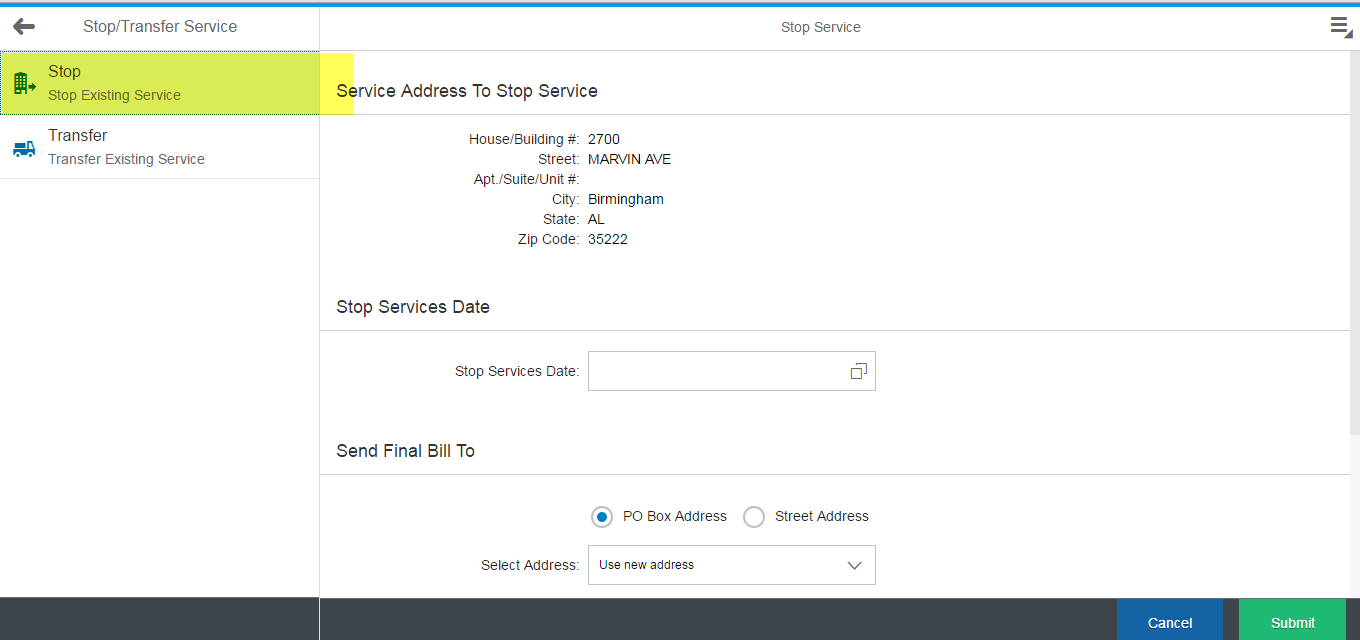 Stop/Transfer Service
Stop Service
Stop
Stop Existing Service
Transfer
Transfer Existing Service
Service Address To Stop Service
House/Building #: 2700
Street: MARVIN AVE
Apt./Suite/Unit #:
City: Birmingham
State: AL
Zip Code: 35222
Stop Services Date
Stop Services Date:
Send Final Bill To
PO Box Address Street Address
Select Address: Use new address
Cancel Submit